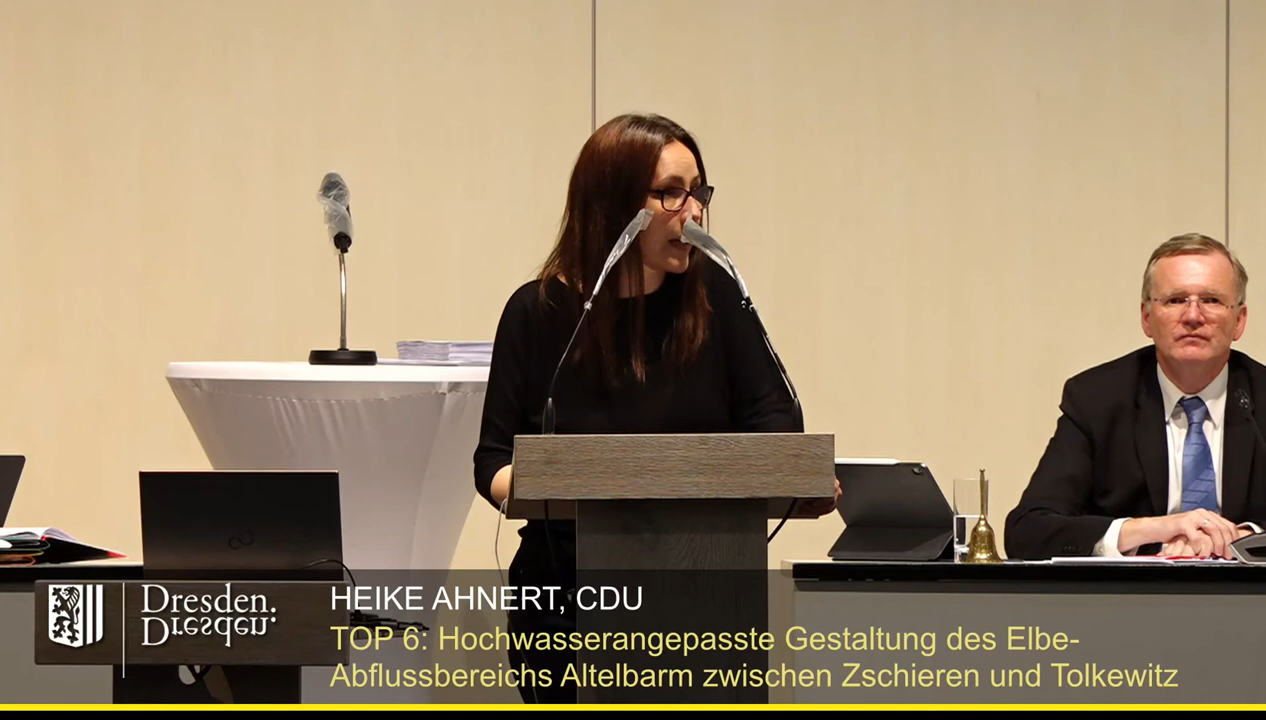 Dresden.
Dresden.
HEIKE AHNERT, CDU
TOP 6: Hochwasserangepasste Gestaltung des Elbe-
Abflussbereichs Altelbarm zwischen Zschieren und Tolkewitz